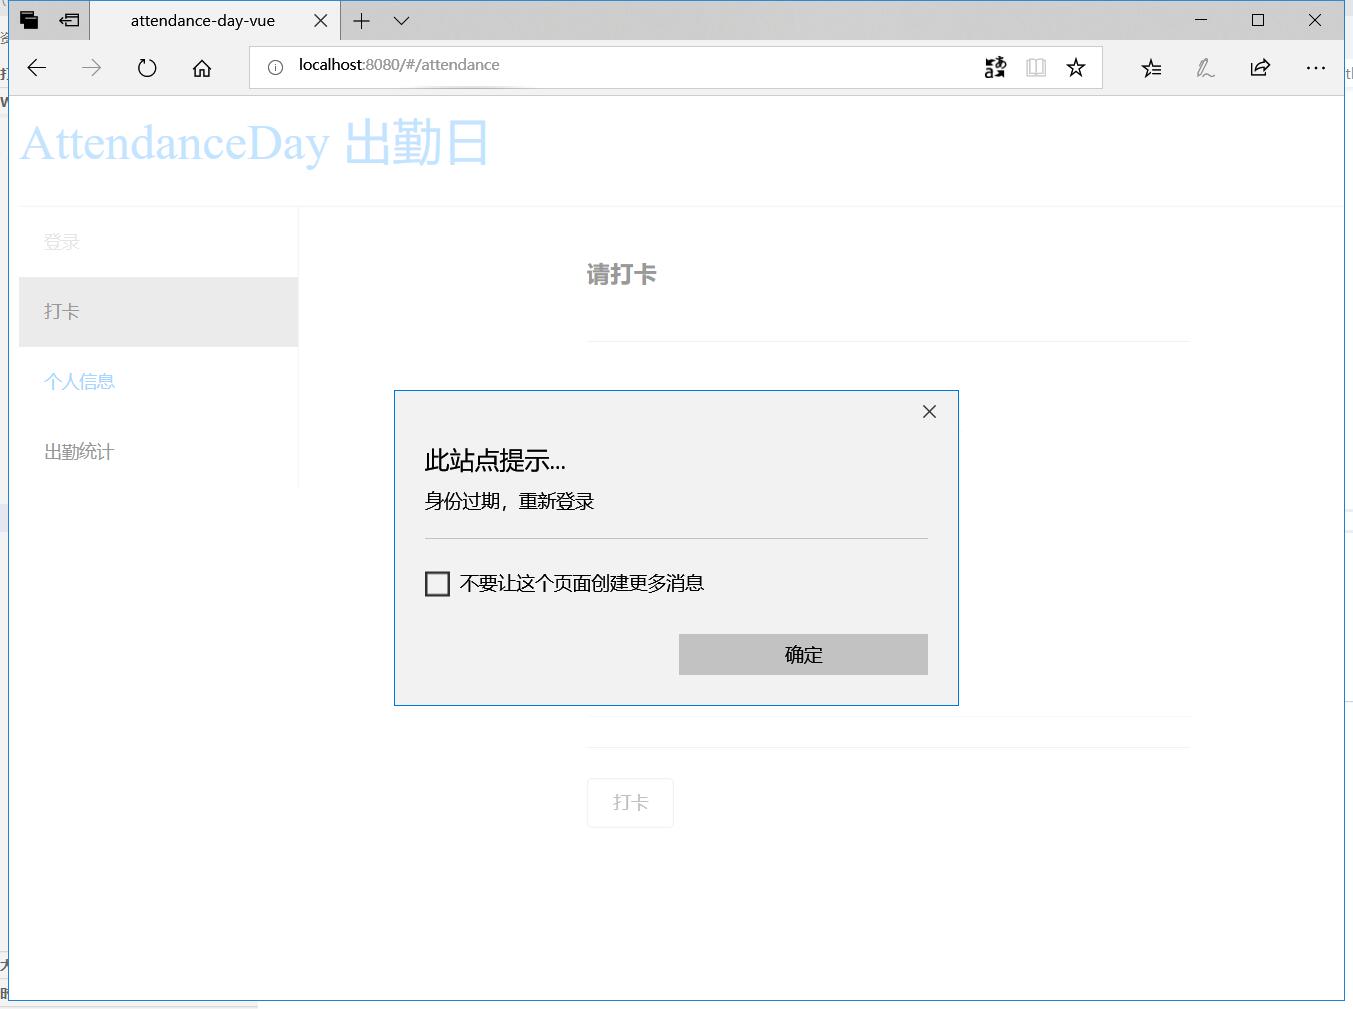 attendance-day-vue
localhost:8080/#/attendance
AttendanceDay 出勤日
登录
打卡
个人信息
出勤统计
请打卡
此站点提示...
身份过期，重新登录
不要让这个页面创建更多消息
确定
打卡